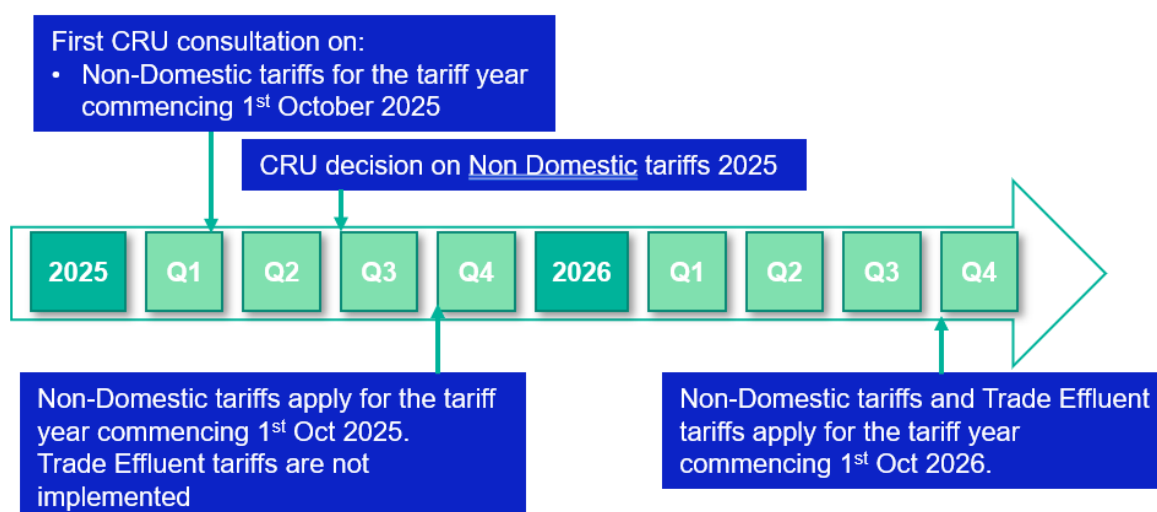 First CRU consultation on:
• Non-Domestic tariffs for the tariff year
commencing 1st October 2025
CRU decision on Non Domestic tariffs 2025
2025 Q1 Q2 Q3 Q4 2026 Q1 Q2 Q3 Q4
Non-Domestic tariffs apply for the tariff
year commencing 1st Oct 2025.
Trade Effluent tariffs are not
implemented
Non-Domestic tariffs and Trade Effluent
tariffs apply for the tariff year
commencing 1st Oct 2026.